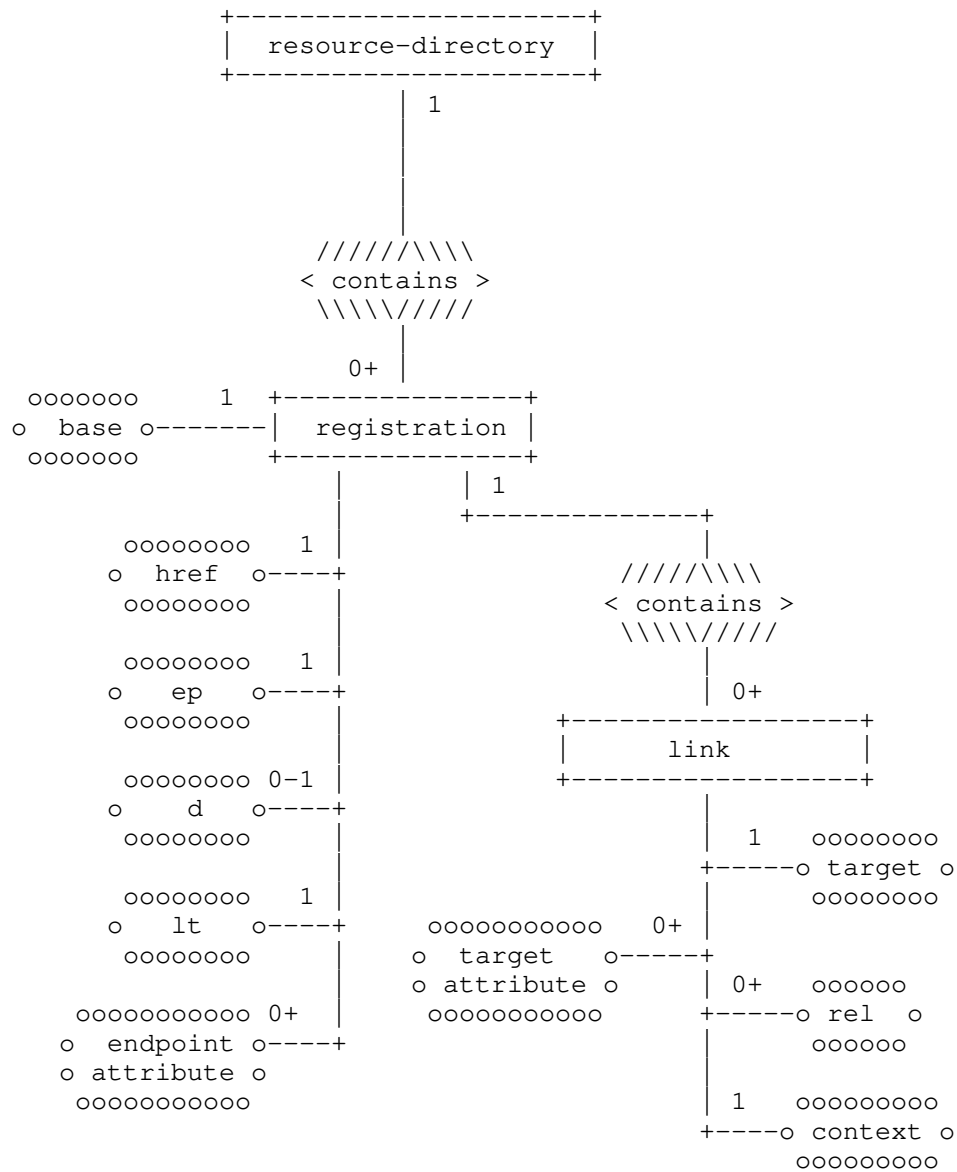 resource-directory
1
< contains >
0+
1
o base o
registration
1
1
o href o
< contains >
1
o ep o
0+
link
0-1
o d o
1
o target o
1
o lt o
0+
o target o
o attribute o
0+
o rel o
0+
o endpoint o
o attribute o
1
o context o